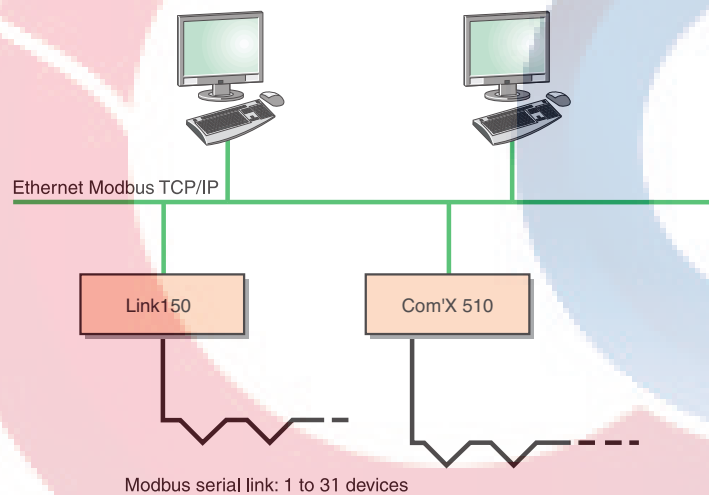 Ethernet Modbus TCP/IP
Link150
Com'X 510
Modbus serial link: 1 to 31 devices